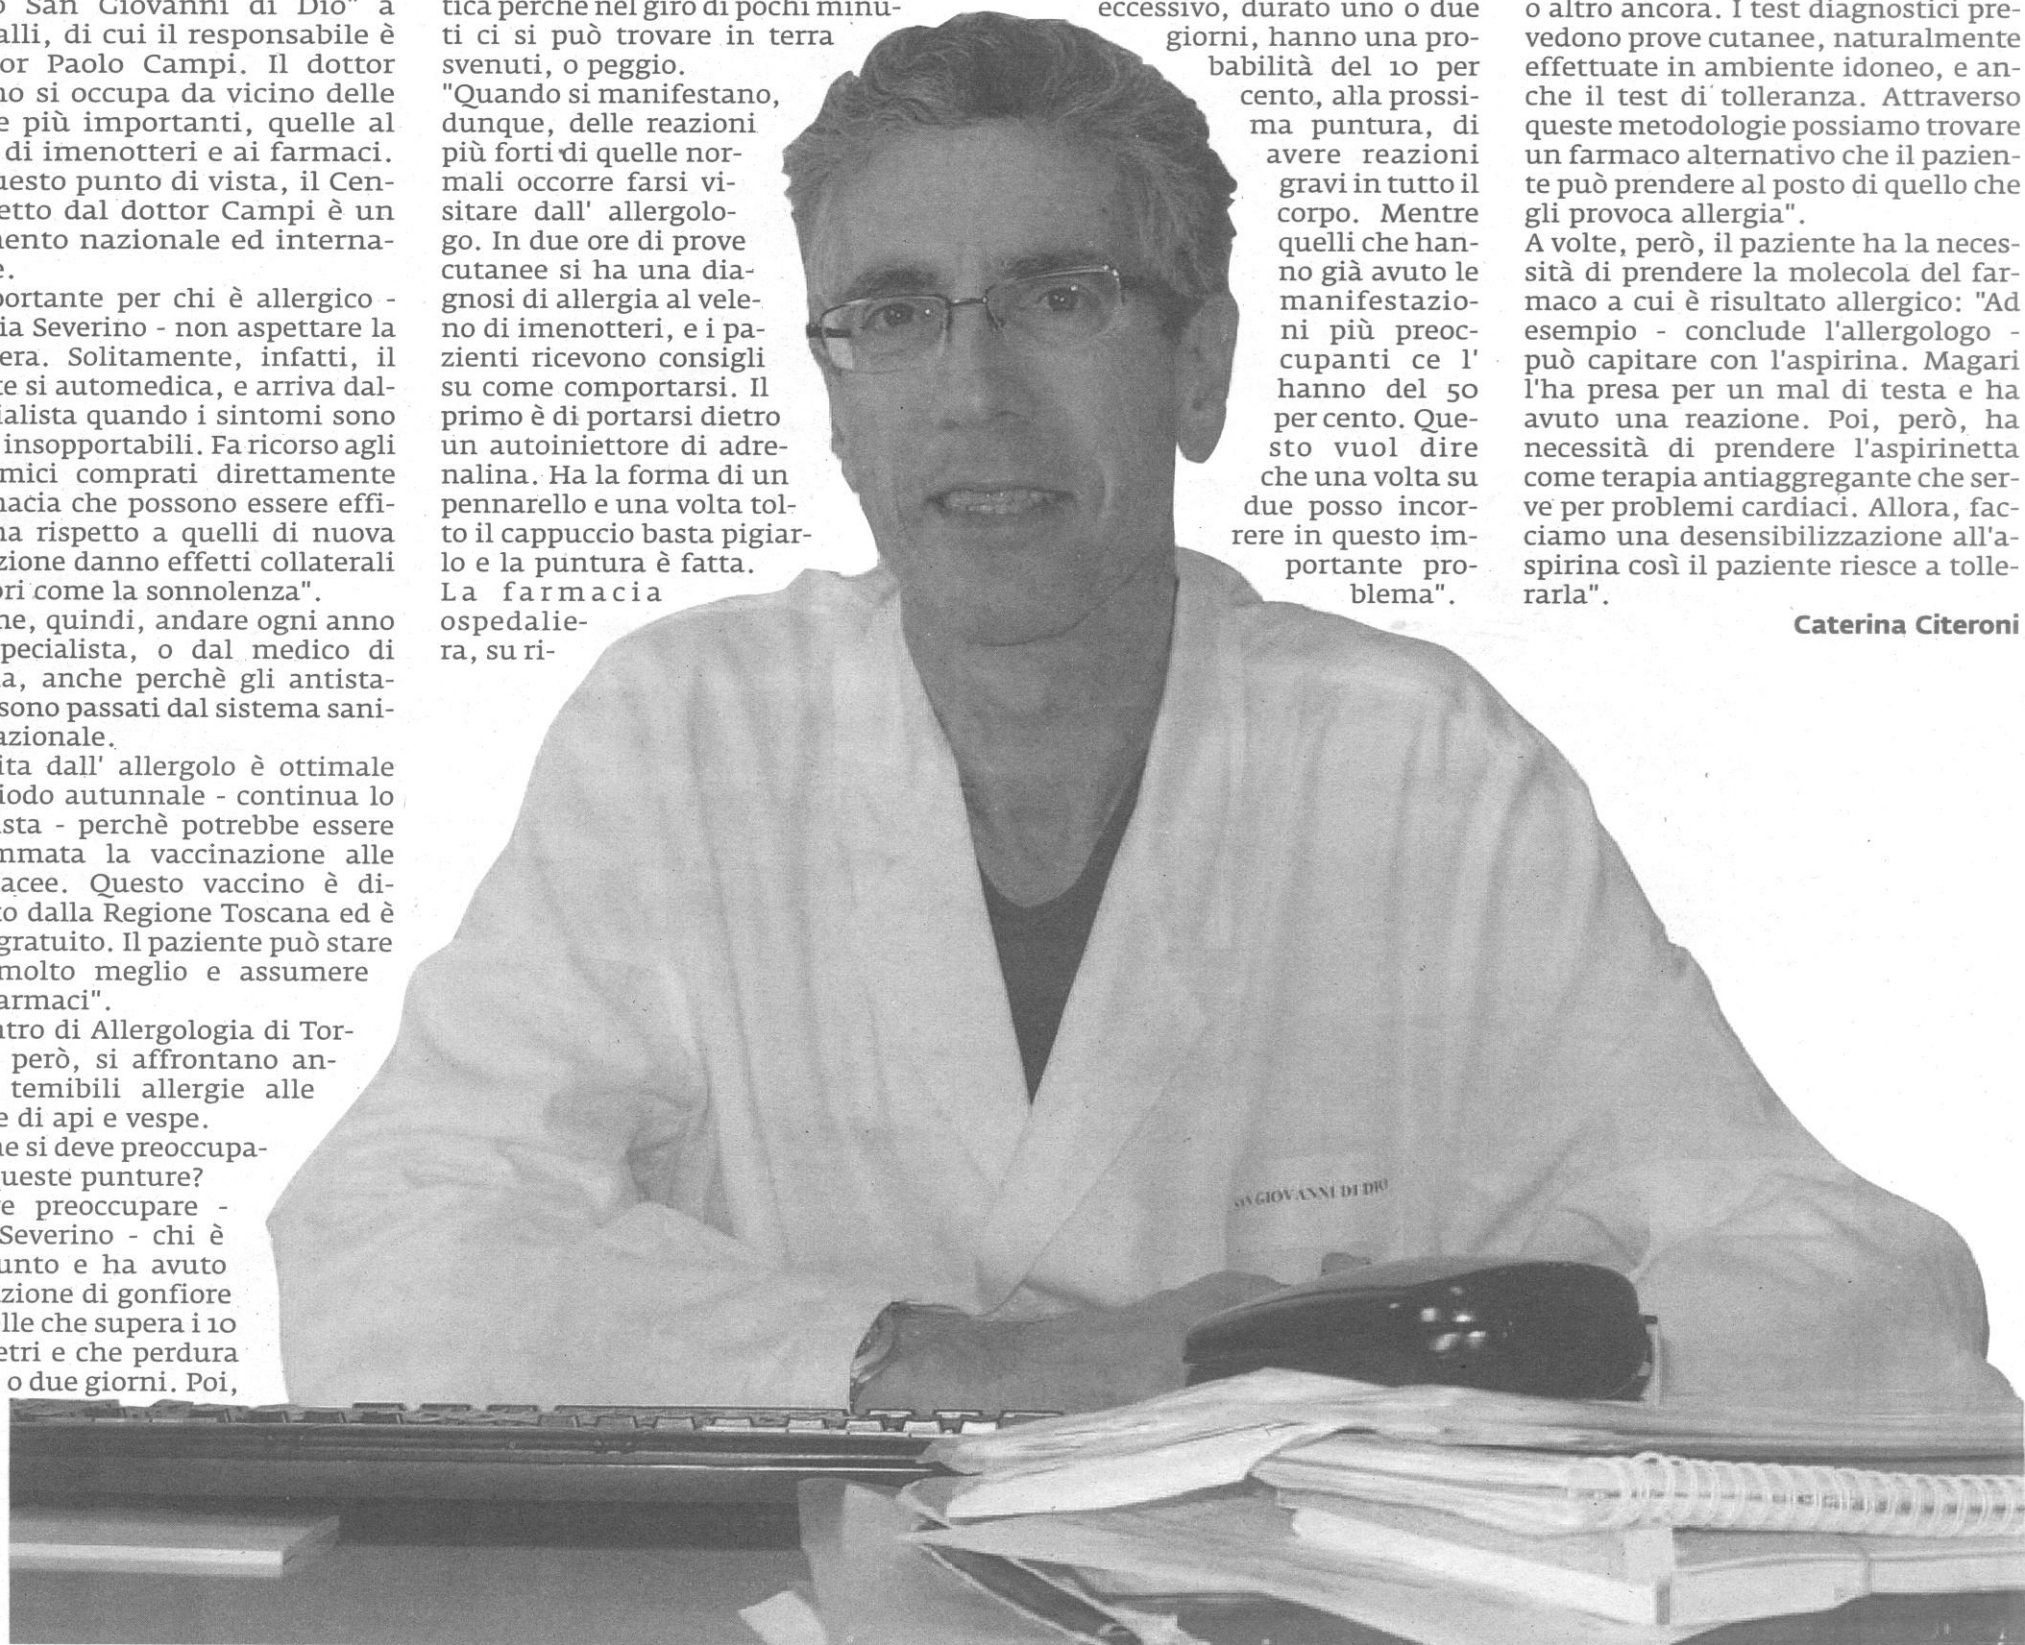 San Giovanni di Dio" a
alli, di cui il responsabile è
or Paolo Campi. Il dottor
no si occupa da vicino delle
e più importanti, quelle al
di imenotteri e ai farmaci.
uesto punto di vista, il Cen-
etto dal dottor Campi è un
mento nazionale ed interna-
e.
portante per chi è allergico -
ia Severino - non aspettare la
era. Solitamente, infatti, il
te si automedica, e arriva dal-
ialista quando i sintomi sono
insopportabili. Fa ricorso agli
mici comprati direttamente
macia che possono essere effi-
ma rispetto a quelli di nuova
zione danno effetti collaterali
ori come la sonnolenza".
ne, quindi, andare ogni anno
pecialista, o dal medico di
a, anche perchè gli antista-
sono passati dal sistema sani-
azionale.
ita dall' allergolo è ottimale
iodo autunnale - continua lo
ista - perchè potrebbe essere
mmata la vaccinazione alle
acee. Questo vaccino è di-
to dalla Regione Toscana ed è
gratuito. Il paziente può stare
molto meglio e assumere
armaci".
ntro di Allergologia di Tor-
però, si affrontano an-
temibili allergie alle
e di api e vespe.
he si deve preoccupa-
ueste punture?
e preoccupare -
Severino - chi è
unto e ha avuto
zione di gonfiore
lle che supera i 10
etri e che perdura
o due giorni. Poi,
tica perchè nel giro di pochi minu-
ti ci si può trovare in terra
svenuti, o peggio.
"Quando si manifestano,
dunque, delle reazioni
più forti di quelle nor-
mali occorre farsi vi-
sitare dall' allergolo-
go. In due ore di prove
cutanee si ha una dia-
gnosi di allergia al vele-
no di imenotteri, e i pa-
zienti ricevono consigli
su come comportarsi. Il
primo è di portarsi dietro
un autoiniettore di adre-
nalina. Ha la forma di un
pennarello e una volta tol-
to il cappuccio basta pigiar-
lo e la puntura è fatta.
La farmacia
ospedalie-
ra, su ri-
eccessivo, durato uno o due
giorni, hanno una pro-
babilità del 10 per
cento, alla prossi-
ma puntura, di
avere reazioni
gravi in tutto il
corpo. Mentre
quelli che han-
no già avuto le
manifestazio-
ni più preoc-
cupanti ce l'
hanno del 50
per cento. Que-
sto vuol dire
che una volta su
due posso incor-
rere in questo im-
portante pro-
blema".
o altro ancora. I test diagnostici pre-
vedono prove cutanee, naturalmente
effettuate in ambiente idoneo, e an-
che il test di tolleranza. Attraverso
queste metodologie possiamo trovare
un farmaco alternativo che il pazien-
te può prendere al posto di quello che
gli provoca allergia".
A volte, però, il paziente ha la neces-
sità di prendere la molecola del far-
maco a cui è risultato allergico: "Ad
esempio - conclude l'allergologo -
può capitare con l'aspirina. Magari
l'ha presa per un mal di testa e ha
avuto una reazione. Poi, però, ha
necessità di prendere l'aspirinetta
come terapia antiaggregante che ser-
ve per problemi cardiaci. Allora, fac-
ciamo una desensibilizzazione all'a-
spirina così il paziente riesce a tolle-
rarla".
Caterina Citeroni
GIOVANNI DI DIO